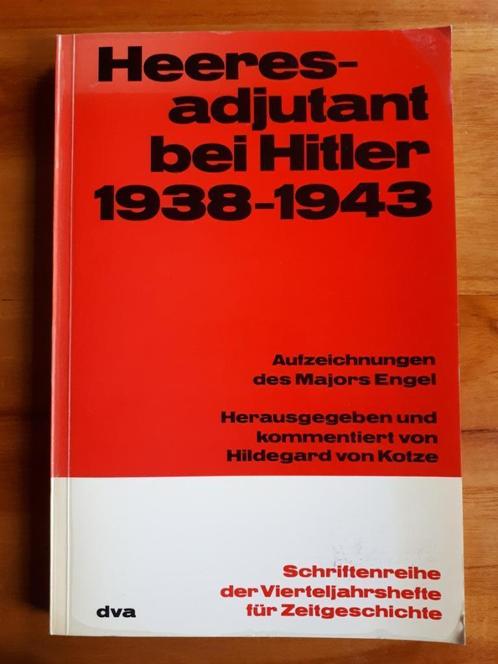 Heeres-
adjutant
bei Hitler
1938-1943
Aufzeichnungen
des Majors Engel
Herausgegeben und
kommentiert von
Hildegard von Kotze
Schriftenreihe
der Vierteljahrshefte
für Zeitgeschichte
dva